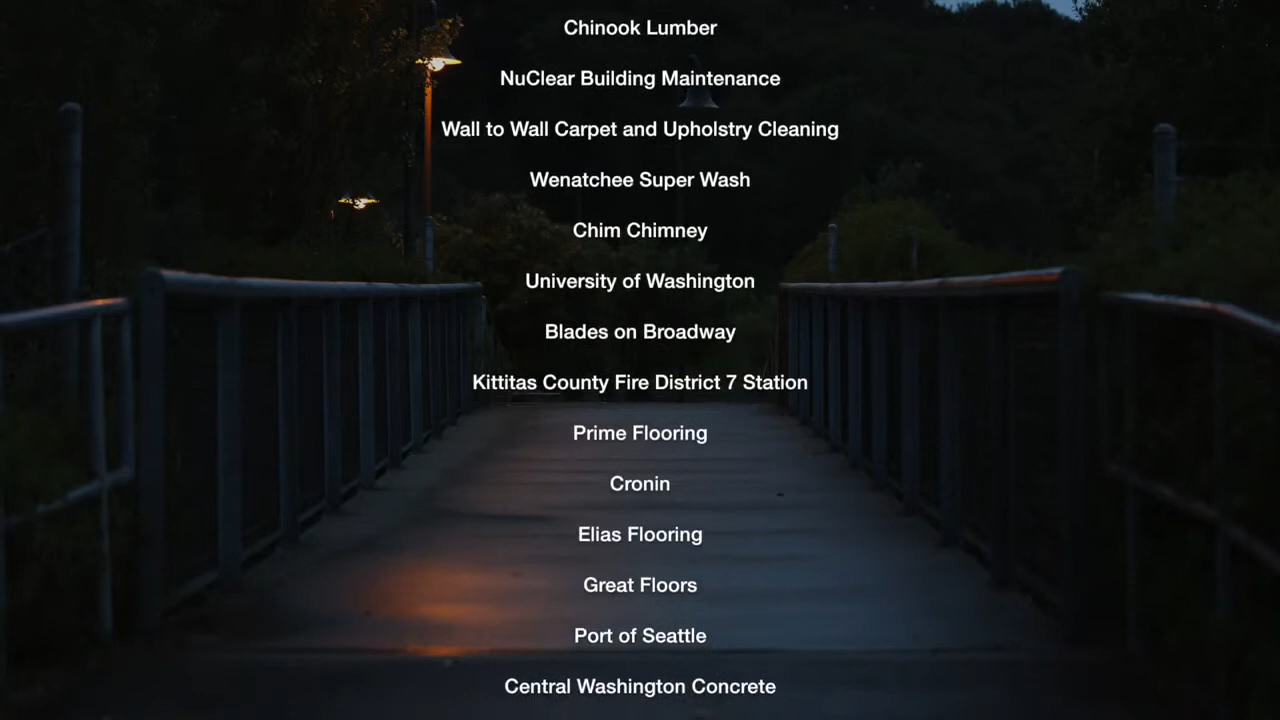 Chinook Lumber
NuClear Building Maintenance
Wall to Wall Carpet and Upholstry Cleaning
Wenatchee Super Wash
Chim Chimney
University of Washington
Blades on Broadway
Kittitas County Fire District 7 Station
Prime Flooring
Cronin
Elias Flooring
Great Floors
Port of Seattle
Central Washington Concrete